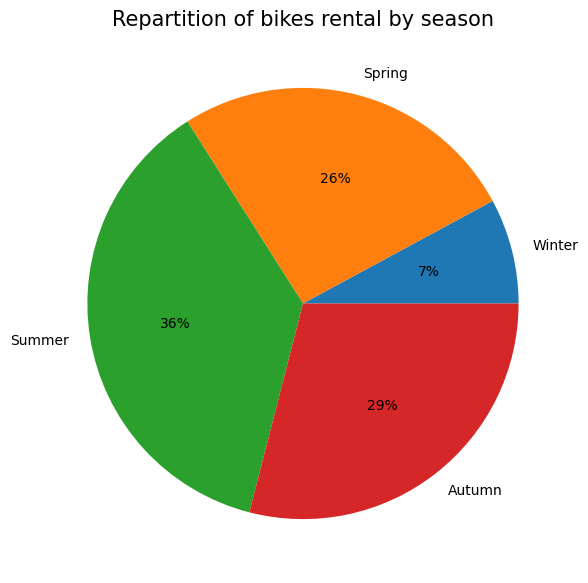 Repartition of bikes rental by season
Spring
26%
Winter
7%
36%
Summer
29%
Autumn